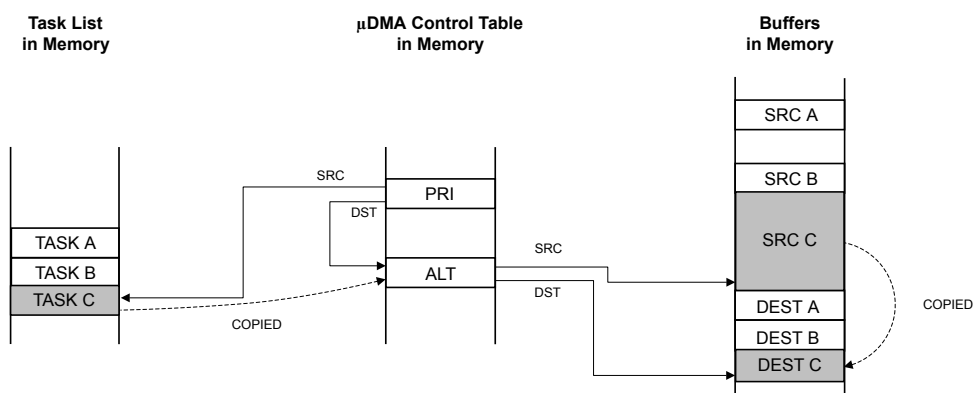 Task List
in Memory
µDMA Control Table
in Memory
Buffers
in Memory
SRC A
SRC B
SRC C
DEST A
DEST B
DEST C
SRC
PRI
DST
ALT
SRC
DST
TASK A
TASK B
TASK C
COPIED
COPIED